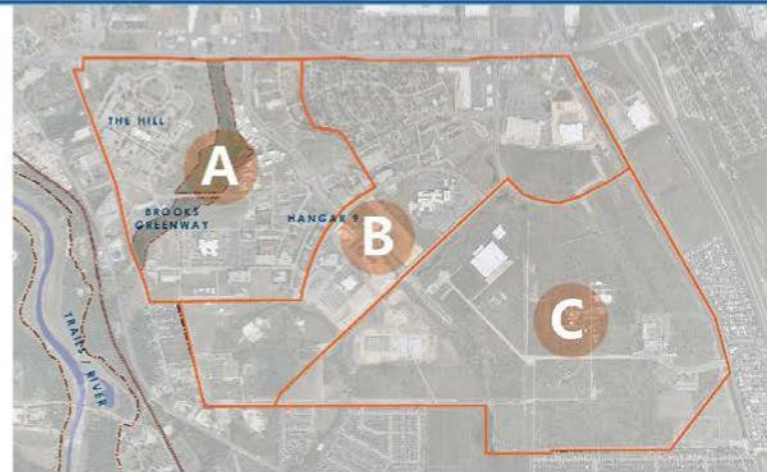 THE HILL
A
BROOKS
GREENWAY
HANGAR 9
B
C
TRAILS / RIVER